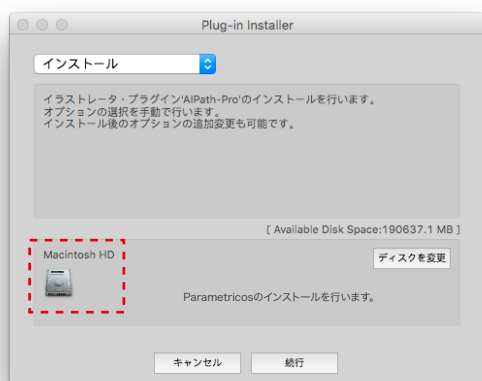 Plug-in Installer
インストール
イラストレータ・プラグイン'AIPath-Pro'のインストールを行います。
オプションの選択を手動で行います。
インストール後のオプションの追加変更も可能です。
[ Available Disk Space:190637.1 MB ]
Macintosh HD
ディスクを変更
Parametricosのインストールを行います。
キャンセル
続行